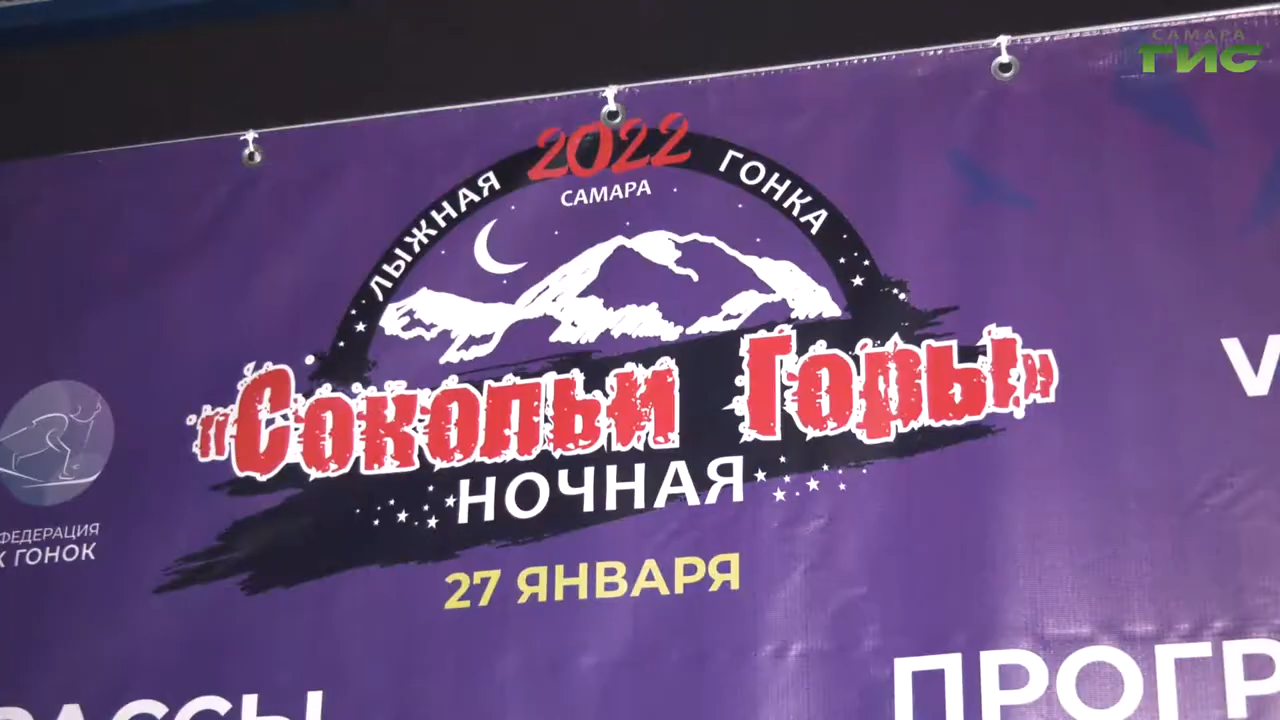 САМАРА
ГИС
ЛЫЖНАЯ 2022 ГОНКА
САМАРА
«Сокольи Горы»
НОЧНАЯ
27 ЯНВАРЯ
ФЕДЕРАЦИЯ
ГОНОК